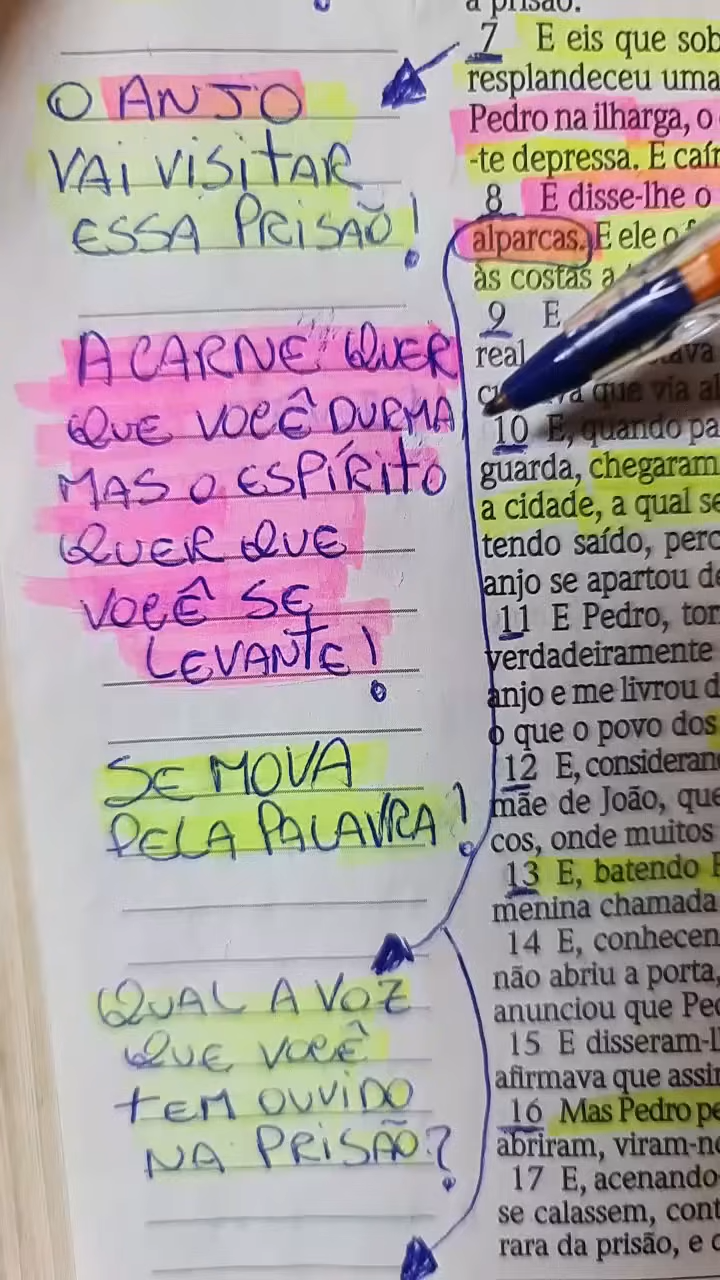 O ANJO
VAI VISITAR
ESSA PRISÃO!
A CARNE QUER
QUE VOCÊ DURMA
MAS O ESPÍRITO
QUER QUE
VOCÊ SE
LEVANTE!
SE MOVA
PELA PALAVRA!
QUAL A VOZ
QUE VOCÊ
TEM OUVIDO
NA PRISÃO?
a prisão.
7 E eis que sob
resplandeceu uma
Pedro na ilharga, o
-te depressa. E caír
8 E disse-lhe o
alparcas. E ele o
às costas a
9 E
real
que via al
10 E, quando pa
guarda, chegaram
a cidade, a qual se
tendo saído, perc
anjo se apartou de
11 E Pedro, tor
verdadeiramente
anjo e me livrou d
o que o povo dos
12 E, consideran
mãe de João, que
cos, onde muitos
13 E, batendo
menina chamada
14 E, conhecen
não abriu a porta,
anunciou que Ped
15 E disseram-l
afirmava que assir
16 Mas Pedro pe
abriram, viram-no
17 E, acenando
se calassem, cont
rara da prisão, e